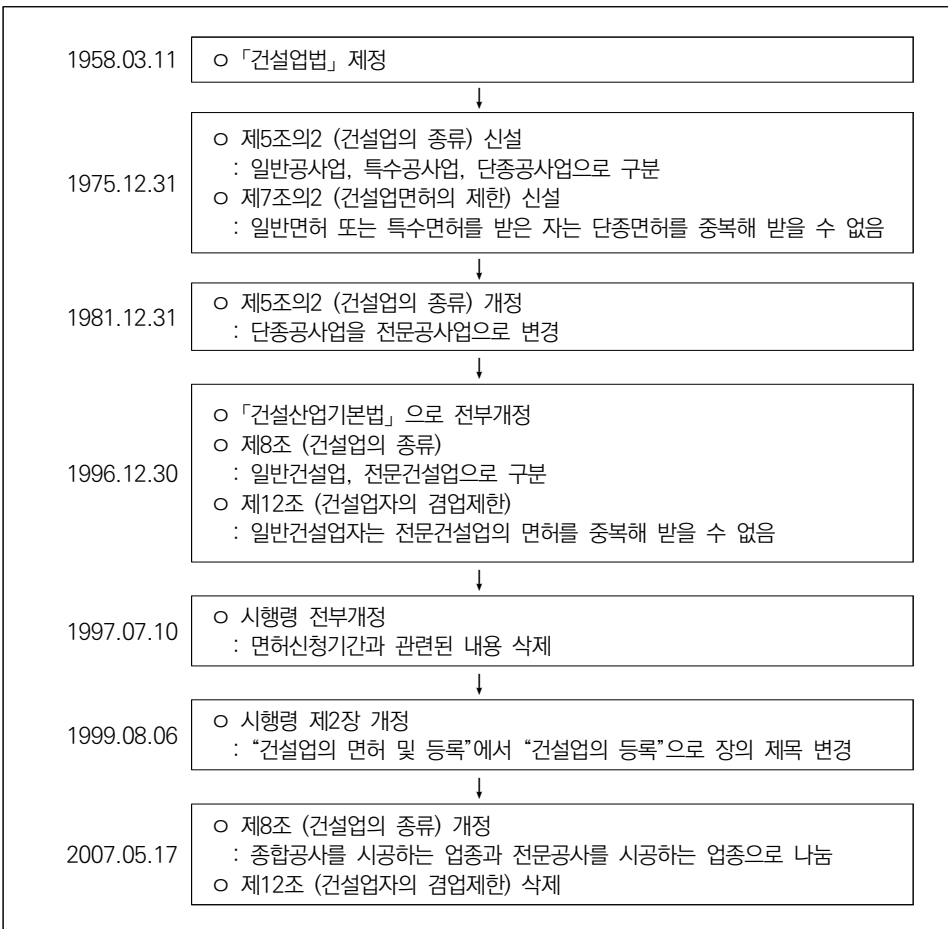 1958.03.11
ㅇ 「건설업법」 제정
↓
1975.12.31
ㅇ 제5조의2 (건설업의 종류) 신설
: 일반공사업, 특수공사업, 단종공사업으로 구분
ㅇ 제7조의2 (건설업면허의 제한) 신설
: 일반면허 또는 특수면허를 받은 자는 단종면허를 중복해 받을 수 없음
↓
1981.12.31
ㅇ 제5조의2 (건설업의 종류) 개정
: 단종공사업을 전문공사업으로 변경
↓
1996.12.30
ㅇ 「건설산업기본법」 으로 전부개정
ㅇ 제8조 (건설업의 종류)
: 일반건설업, 전문건설업으로 구분
ㅇ 제12조 (건설업자의 겸업제한)
: 일반건설업자는 전문건설업의 면허를 중복해 받을 수 없음
↓
1997.07.10
ㅇ 시행령 전부개정
: 면허신청기간과 관련된 내용 삭제
↓
1999.08.06
ㅇ 시행령 제2장 개정
: “건설업의 면허 및 등록”에서 “건설업의 등록”으로 장의 제목 변경
↓
2007.05.17
ㅇ 제8조 (건설업의 종류) 개정
: 종합공사를 시공하는 업종과 전문공사를 시공하는 업종으로 나눔
ㅇ 제12조 (건설업자의 겸업제한) 삭제